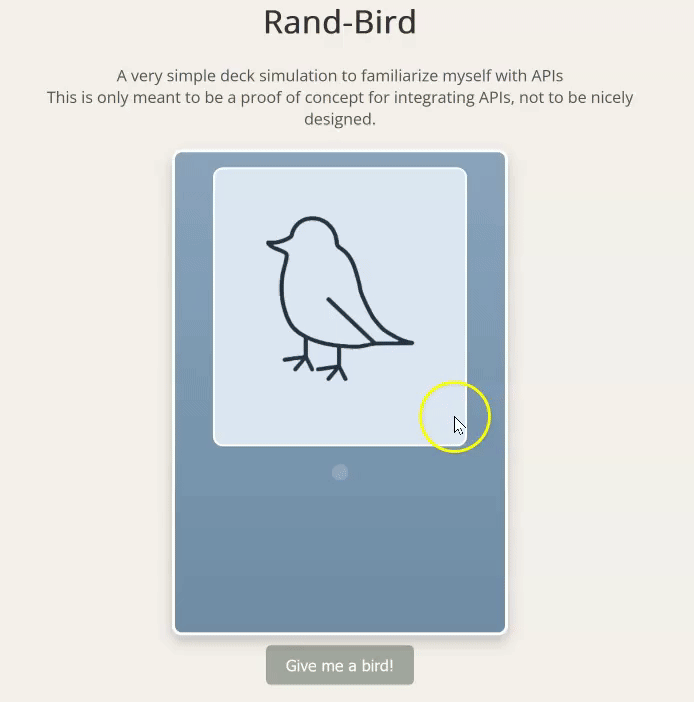 Rand-Bird
A very simple deck simulation to familiarize myself with APIs
This is only meant to be a proof of concept for integrating APIs, not to be nicely
designed.
Give me a bird!